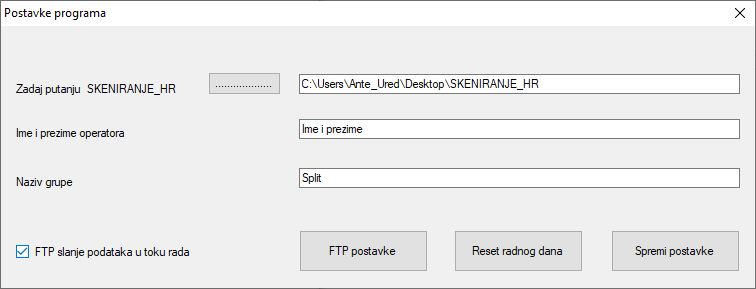 Postavke programa
Zadaj putanju SKENIRANJE_HR ................... C:\Users\Ante_Ured\Desktop\SKENIRANJE_HR
Ime i prezime operatora Ime i prezime
Naziv grupe Split
FTP slanje podataka u toku rada FTP postavke Reset radnog dana Spremi postavke